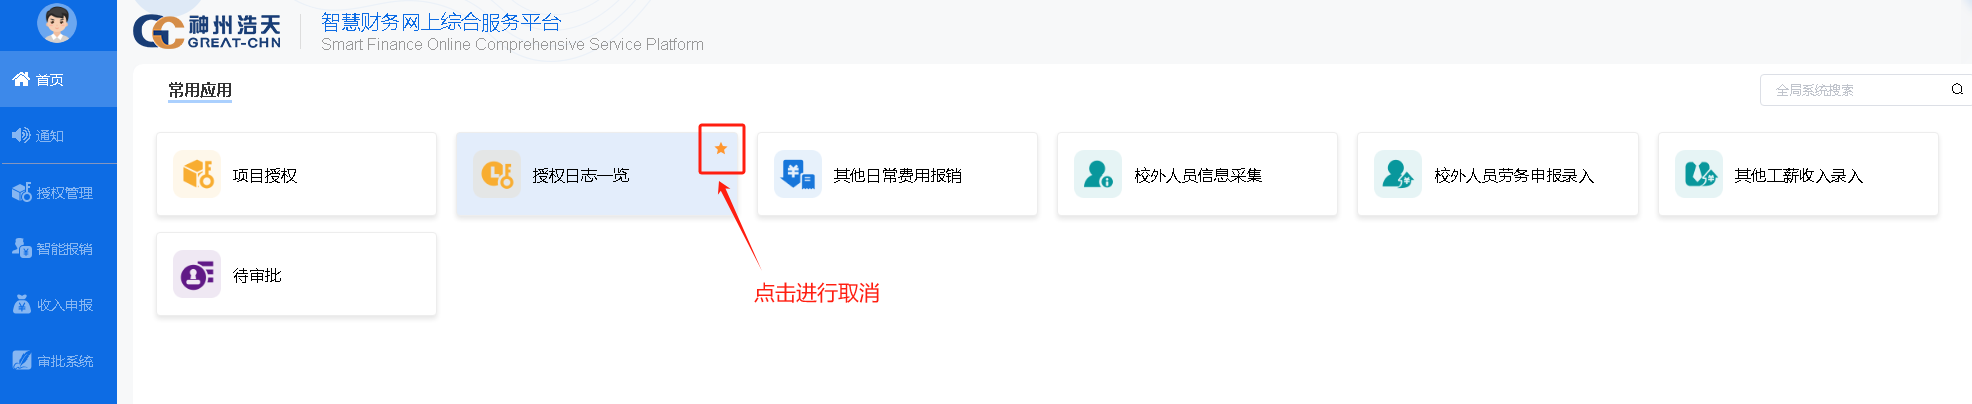 神州浩天
GREAT-CHN
智慧财务网上综合服务平台
Smart Finance Online Comprehensive Service Platform
首页
通知
授权管理
智能报销
收入申报
审批系统
常用应用
全局系统搜索
项目授权
授权日志一览
其他日常费用报销
校外人员信息采集
校外人员劳务申报录入
其他工薪收入录入
待审批
点击进行取消